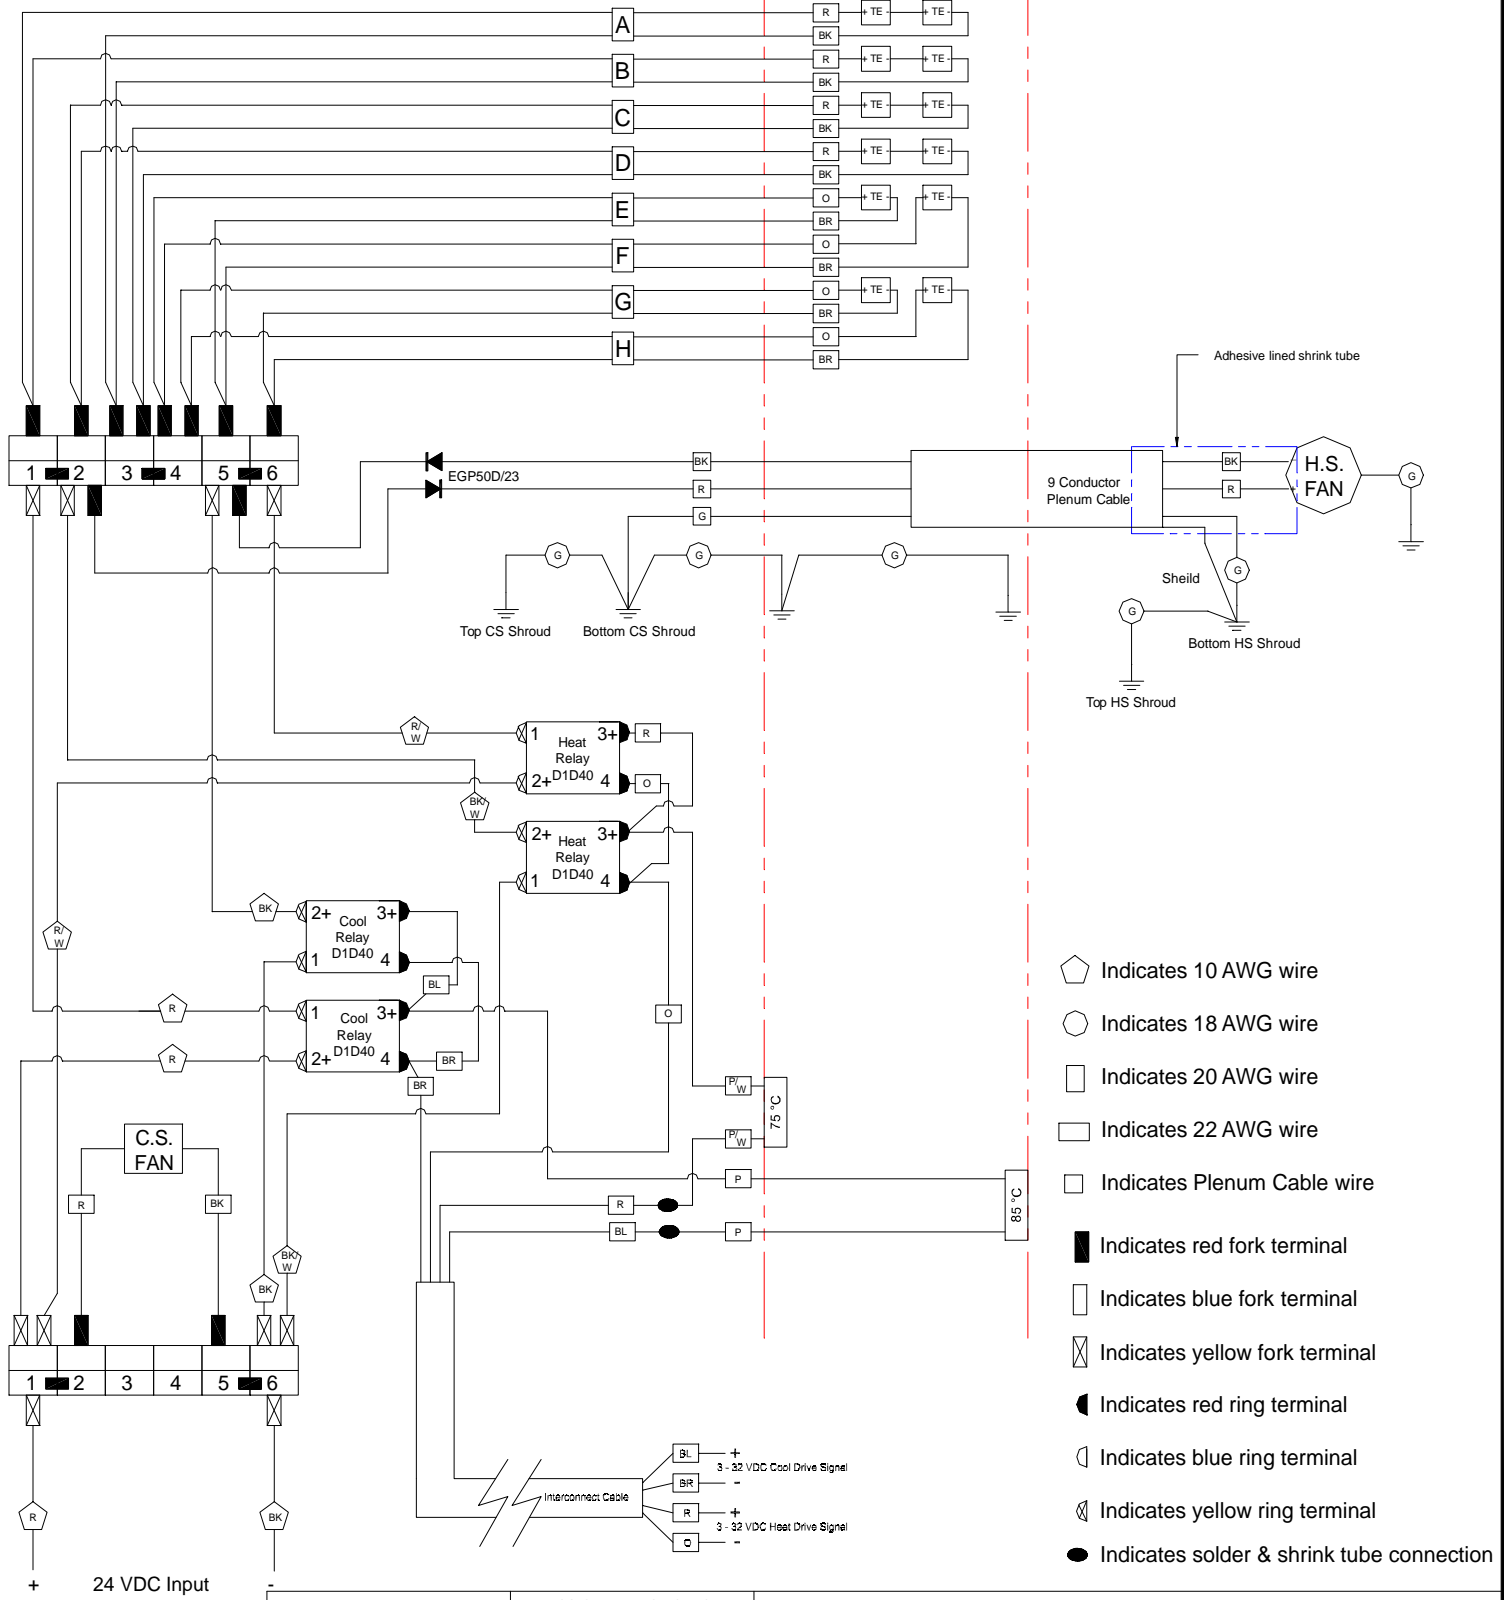 A R + TE - + TE -
BK
B R + TE - + TE -
BK
C R + TE - + TE -
BK
D R + TE - + TE -
BK
E O + TE - + TE -
BR
F O
BR
G O + TE - + TE -
BR
H O
BR
Adhesive lined shrink tube
1 2 3 4 5 6
EGP50D/23
BK
R
G
9 Conductor
Plenum Cable
BK
R
H.S.
FAN
G
G G G
Sheild
G
G
Top CS Shroud
Bottom CS Shroud
Bottom HS Shroud
Top HS Shroud
R/
W
1 3+
Heat
Relay
D1D40
2+ 4
R
O
BK/
W
2+ 3+
Heat
Relay
D1D40
1 4
BK
2+ 3+
Cool
Relay
D1D40
1 4
R/
W
BL
R
1 3+
Cool
Relay
D1D40
2+ 4
R
BR
BR
O
P/
W
75 °C
P/
W
C.S.
FAN
R
BK
P
R
BL
P
85 °C
BK/
W
BK
1 2 3 4 5 6
Indicates 10 AWG wire
Indicates 18 AWG wire
Indicates 20 AWG wire
Indicates 22 AWG wire
Indicates Plenum Cable wire
Indicates red fork terminal
Indicates blue fork terminal
Indicates yellow fork terminal
Indicates red ring terminal
Indicates blue ring terminal
Indicates yellow ring terminal
Indicates solder & shrink tube connection
Interconnect Cable
BL +
3 - 32 VDC Cool Drive Signal
BR -
R +
3 - 32 VDC Heat Drive Signal
O -
R
BK
+ 24 VDC Input -